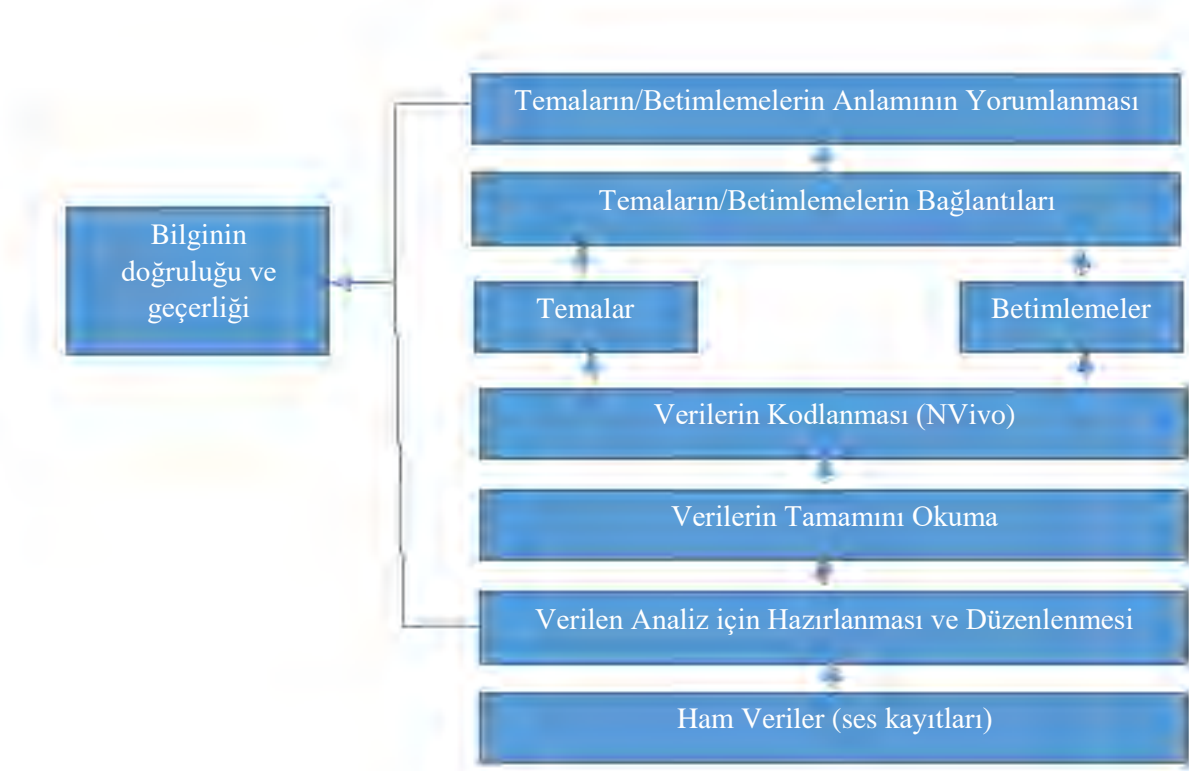 Temaların/Betimlemelerin Anlamının Yorumlanması
Temaların/Betimlemelerin Bağlantıları
Bilginin
doğruluğu ve
geçerliği
Temalar
Betimlemeler
Verilerin Kodlanması (NVivo)
Verilerin Tamamını Okuma
Verilen Analiz için Hazırlanması ve Düzenlenmesi
Ham Veriler (ses kayıtları)